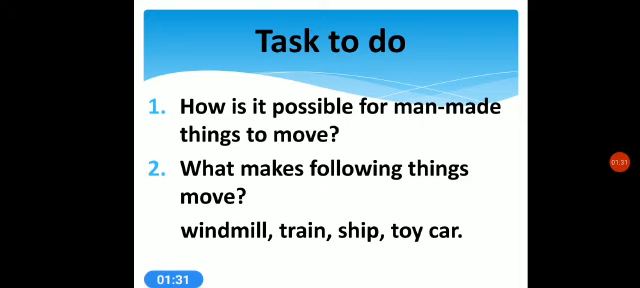 Task to do
1. How is it possible for man-made
things to move?
2. What makes following things
move?
windmill, train, ship, toy car.
01:31
01:31